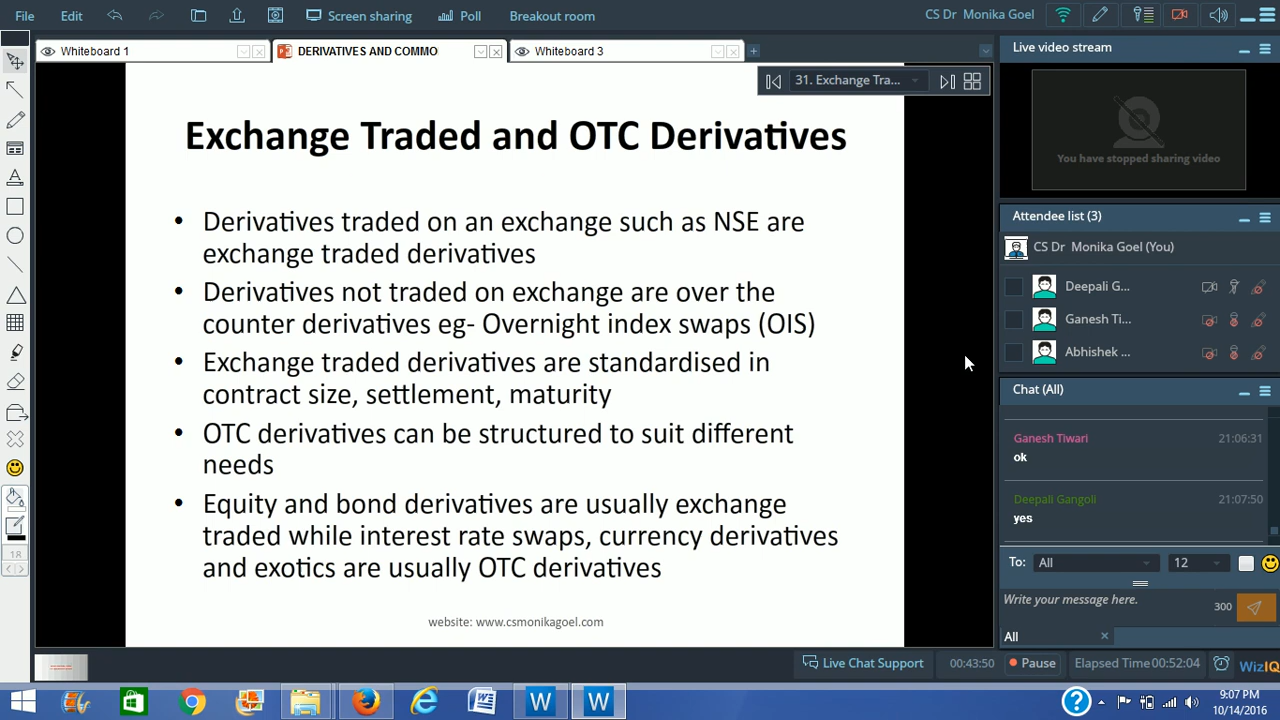 File
Edit
Screen sharing
Poll
Breakout room
CS Dr Monika Goel
Whiteboard 1
DERIVATIVES AND COMMO
Whiteboard 3
31. Exchange Tra...
Exchange Traded and OTC Derivatives
• Derivatives traded on an exchange such as NSE are
exchange traded derivatives
• Derivatives not traded on exchange are over the
counter derivatives eg- Overnight index swaps (OIS)
• Exchange traded derivatives are standardised in
contract size, settlement, maturity
• OTC derivatives can be structured to suit different
needs
• Equity and bond derivatives are usually exchange
traded while interest rate swaps, currency derivatives
and exotics are usually OTC derivatives
website: www.csmonikagoel.com
Live video stream
You have stopped sharing video
Attendee list (3)
CS Dr Monika Goel (You)
Deepali G...
Ganesh Ti...
Abhishek ...
Chat (All)
Ganesh Tiwari 21:06:31
ok
Deepali Gangoli 21:07:50
yes
To: All 12
Write your message here.
300
All
Live Chat Support
00:43:50
Pause
Elapsed Time 00:52:04
WizIQ
18
9:07 PM
10/14/2016